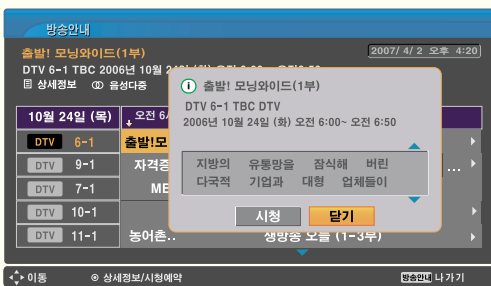 방송안내
출발! 모닝와이드(1부)
2007/ 4/ 2 오후 4:20
DTV 6-1 TBC 2006년 10월
상세정보 음성다중
출발! 모닝와이드(1부)
DTV 6-1 TBC DTV
2006년 10월 24일 (화) 오전 6:00~ 오전 6:50
지방의 유통망을 잠식해 버린
다국적 기업과 대형 업체들이
시청 닫기
10월 24일 (목) 오전 6
DTV 6-1 출발!모
DTV 9-1 자격증 ...
DTV 7-1 ME
DTV 10-1
DTV 11-1 농어촌.. 생방송 오늘 (1-3부)
이동 상세정보/시청예약 방송안내 나가기